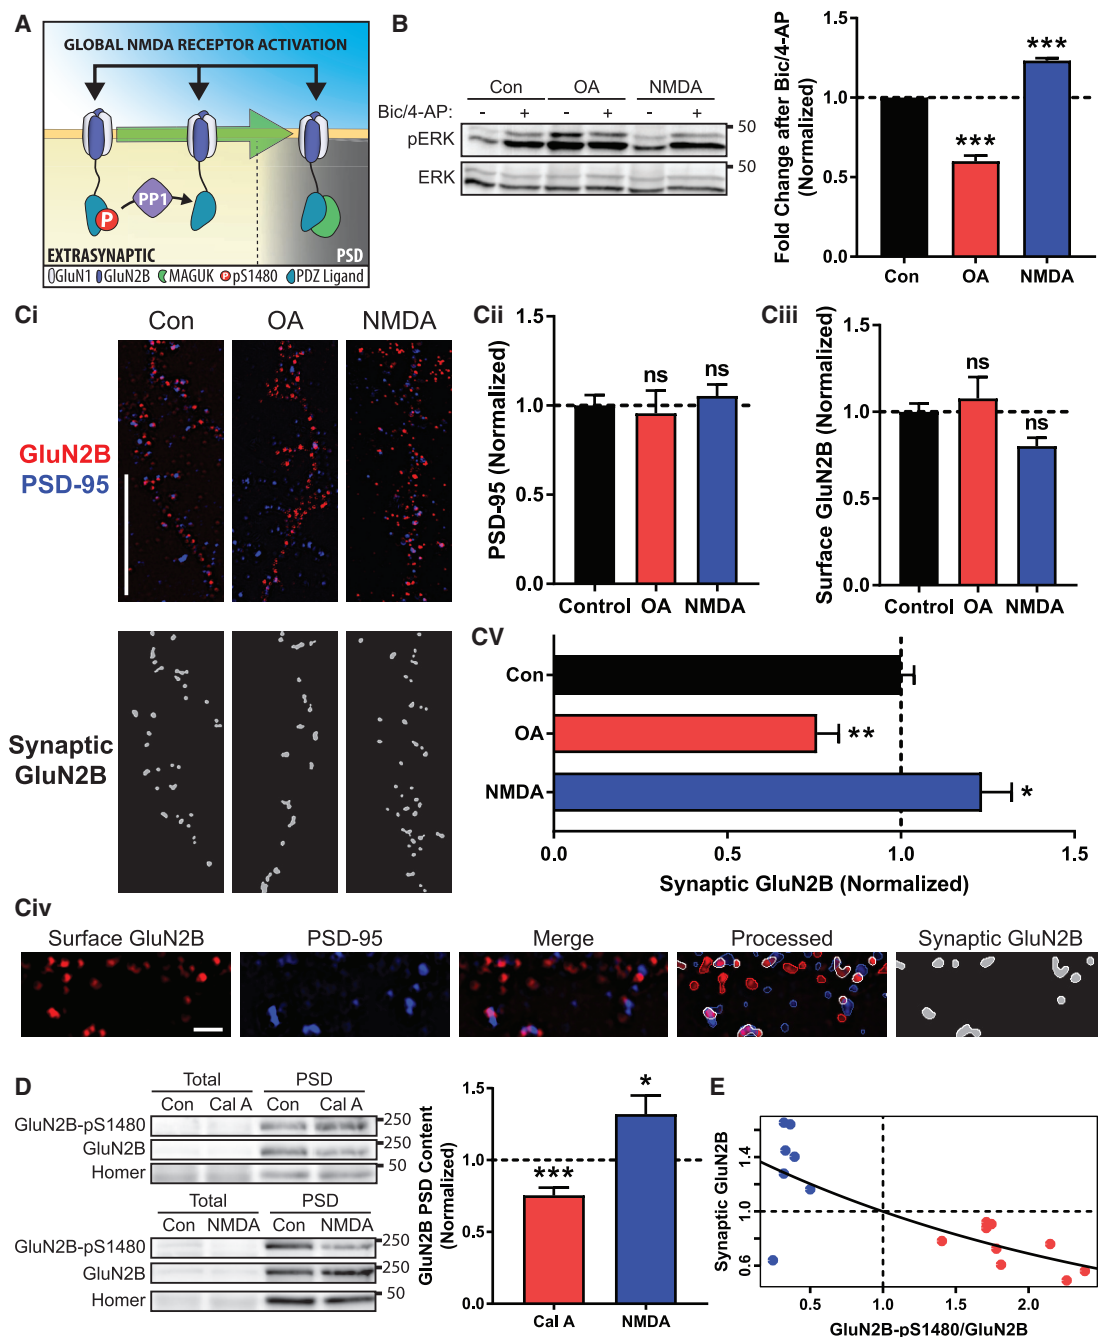 A
GLOBAL NMDA RECEPTOR ACTIVATION
P
PP1
EXTRASYNAPTIC
PSD
GluN1 GluN2B MAGUK P pS1480 PDZ Ligand
B
Con OA NMDA
Bic/4-AP: - + - + - +
pERK
50
ERK
50
Fold Change after Bic/4-AP
(Normalized)
1.5
1.0
0.5
0.0
***
***
Con OA NMDA
Ci
Con OA NMDA
GluN2B
PSD-95
Synaptic
GluN2B
Cii
PSD-95 (Normalized)
1.5
1.0
0.5
0.0
ns
ns
Control OA NMDA
Ciii
Surface GluN2B (Normalized)
1.5
1.0
0.5
0.0
ns
ns
Control OA NMDA
CV
Con
OA
NMDA
**
*
0.0 0.5 1.0 1.5
Synaptic GluN2B (Normalized)
Civ
Surface GluN2B PSD-95 Merge Processed Synaptic GluN2B
D
Total PSD
Con Cal A Con Cal A
GluN2B-pS1480
250
GluN2B
250
Homer
50
Total PSD
Con NMDA Con NMDA
GluN2B-pS1480
250
GluN2B
250
Homer
50
GluN2B PSD Content
(Normalized)
1.5
1.0
0.5
0.0
***
*
Cal A NMDA
E
Synaptic GluN2B
1.4
1.0
0.6
0.5 1.0 1.5 2.0
GluN2B-pS1480/GluN2B